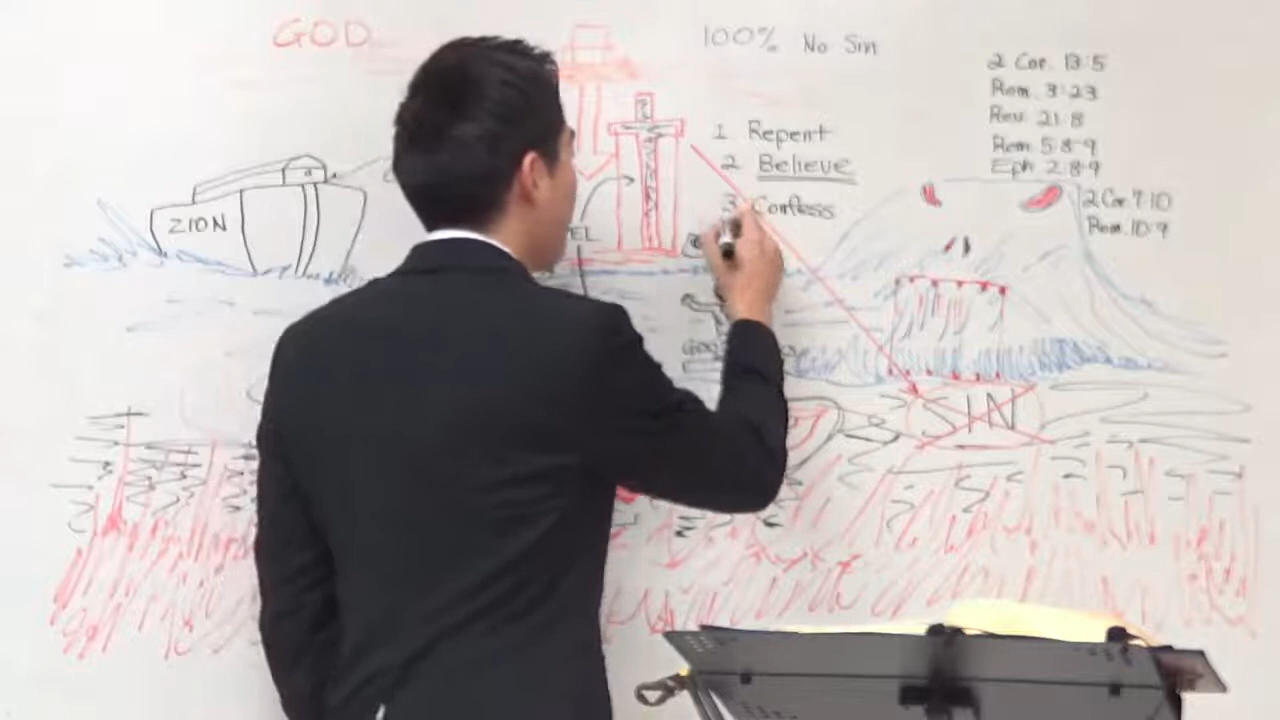 GOD
100% No Sin
1 Repent
2 Believe
3 Confess
2 Cor. 13:5
Rom. 3:23
Rev. 21:8
Rom 5:8-9
Eph 2:8-9
2 Cor 7:10
Rom. 10:9
ZION
SIN